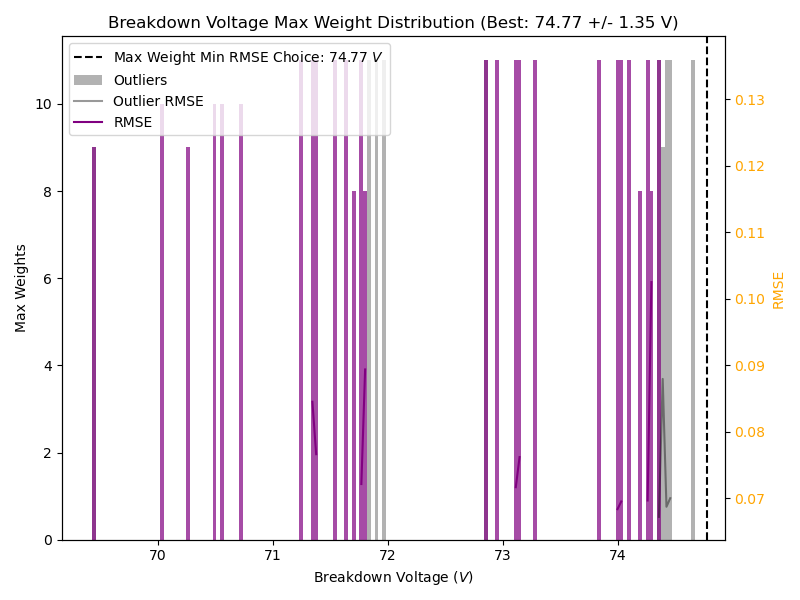 Breakdown Voltage Max Weight Distribution (Best: 74.77 +/- 1.35 V)
Max Weight Min RMSE Choice: 74.77 V
Outliers
Outlier RMSE
RMSE
10
8
6
4
2
0
Max Weights
0.13
0.12
0.11
0.10
0.09
0.08
0.07
RMSE
70 71 72 73 74
Breakdown Voltage (V)